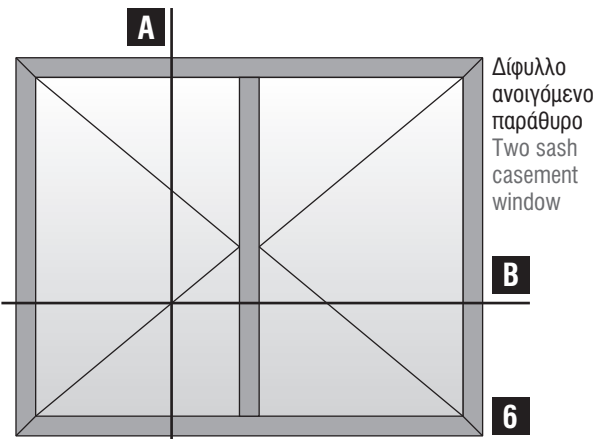 A
Δίφυλλο
ανοιγόμενο
παράθυρο
Two sash
casement
window
B
6